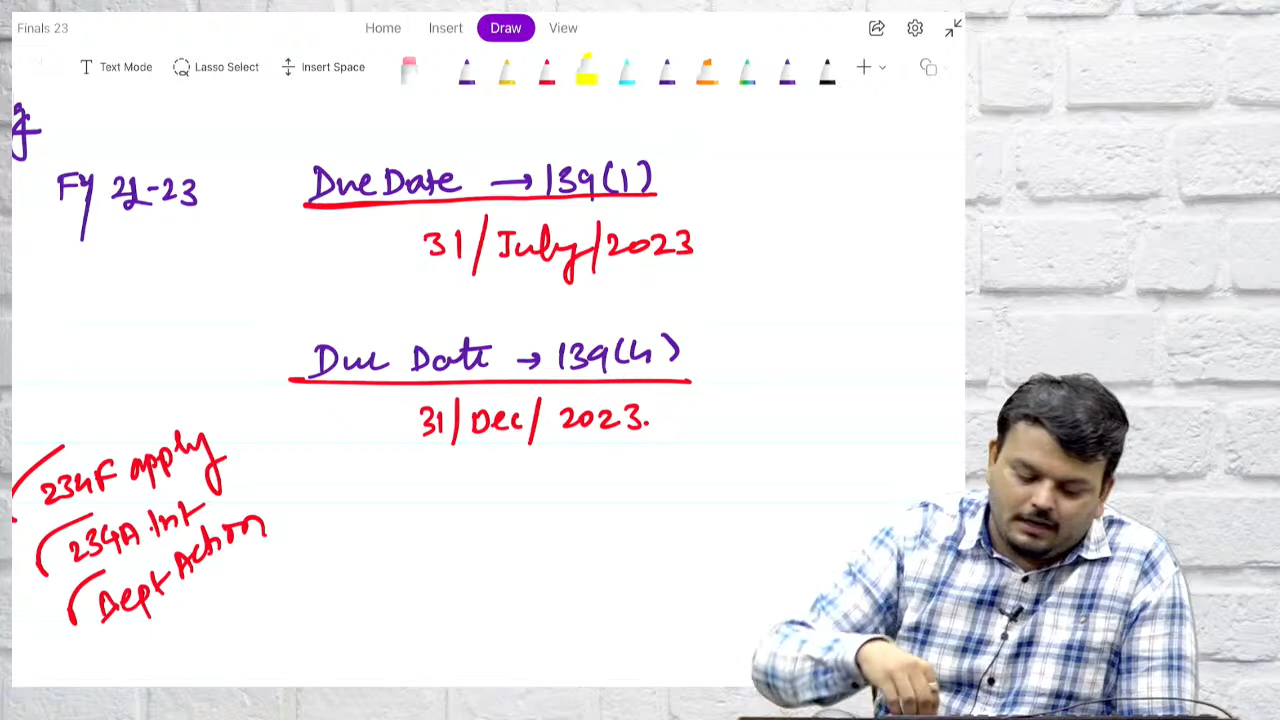 Finals 23
Home Insert Draw View
Text Mode Lasso Select Insert Space
FY 22-23
Due Date → 139(1)
31/July/2023
Due Date → 139(4)
31/Dec/2023.
234F apply
234A Int
Dept Action